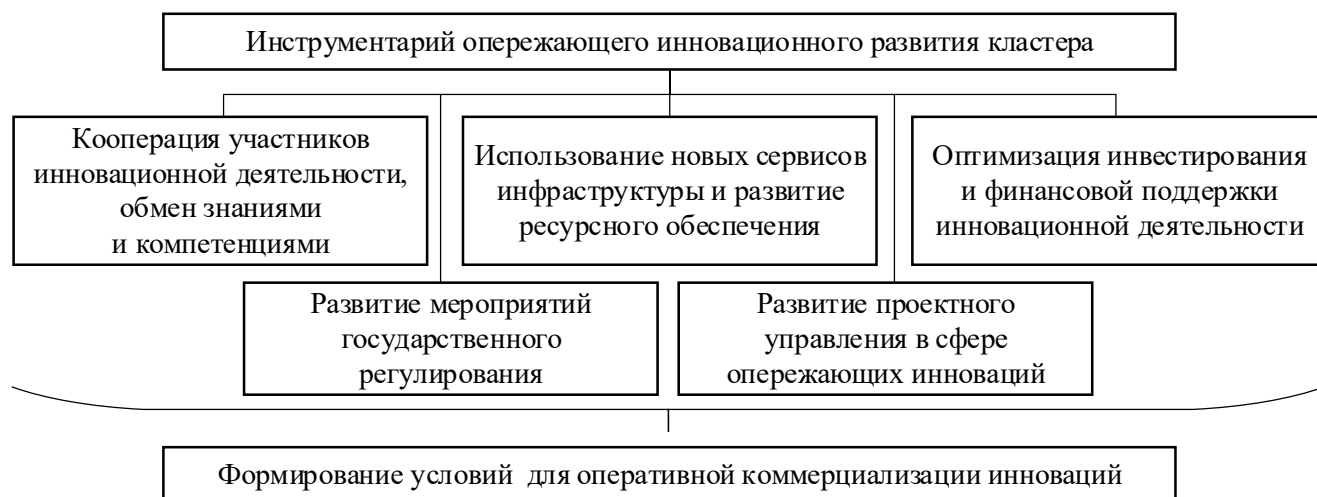 Инструментарий опережающего инновационного развития кластера
Кооперация участников
инновационной деятельности,
обмен знаниями
и компетенциями
Использование новых сервисов
инфраструктуры и развитие
ресурсного обеспечения
Оптимизация инвестирования
и финансовой поддержки
инновационной деятельности
Развитие мероприятий
государственного
регулирования
Развитие проектного
управления в сфере
опережающих инноваций
Формирование условий для оперативной коммерциализации инноваций